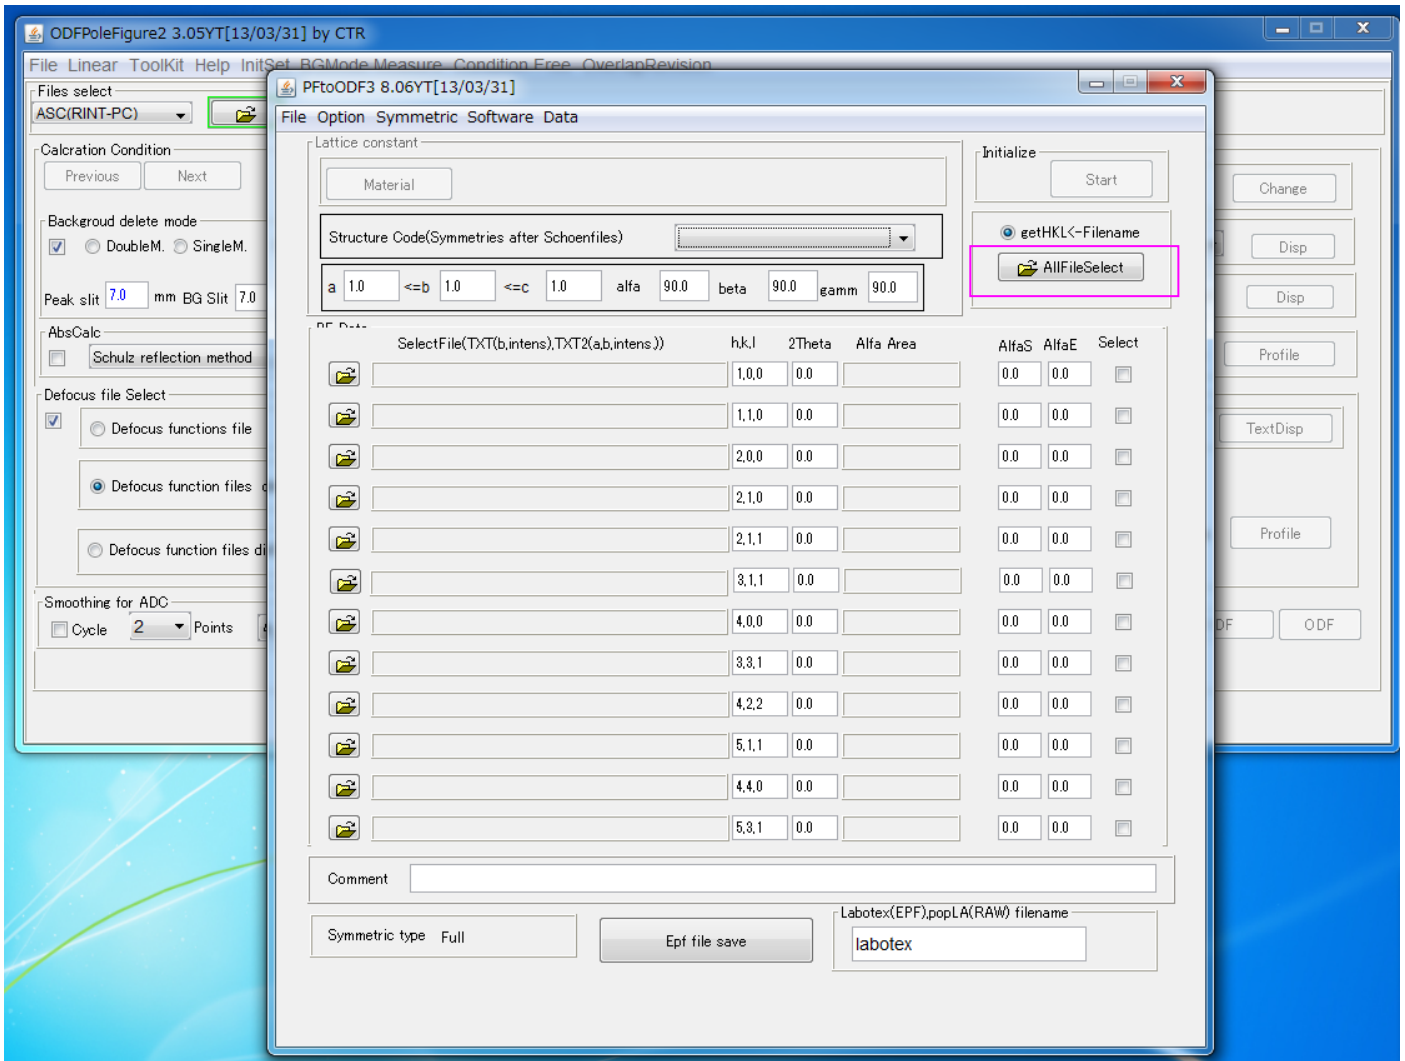 ODFPoleFigure2 3.05YT[13/03/31] by CTR
File Linear ToolKit Help InitSet BGMode Measure Condition Free OverlapRevision
Files select
ASC(RINT-PC)
Calcration Condition
Previous Next
Backgroud delete mode
DoubleM. SingleM.
Peak slit 7.0 mm BG Slit 7.0
AbsCalc
Schulz reflection method
Defocus file Select
Defocus functions file
Defocus function files
Defocus function files di
Smoothing for ADC
Cycle 2 Points
PFtoODF3 8.06YT[13/03/31]
File Option Symmetric Software Data
Lattice constant
Material
Initialize
Start
Structure Code(Symmetries after Schoenfiles)
getHKL<-Filename
AllFileSelect
a 1.0 <=b 1.0 <=c 1.0 alfa 90.0 beta 90.0 gamm 90.0
SelectFile(TXT(b,intens),TXT2(a,b,intens.)) h,k,l 2Theta Alfa Area AlfaS AlfaE Select
1,0,0 0.0 0.0 0.0
1,1,0 0.0 0.0 0.0
2,0,0 0.0 0.0 0.0
2,1,0 0.0 0.0 0.0
2,1,1 0.0 0.0 0.0
3,1,1 0.0 0.0 0.0
4,0,0 0.0 0.0 0.0
3,3,1 0.0 0.0 0.0
4,2,2 0.0 0.0 0.0
5,1,1 0.0 0.0 0.0
4,4,0 0.0 0.0 0.0
5,3,1 0.0 0.0 0.0
Comment
Symmetric type Full
Epf file save
Labotex(EPF),popLA(RAW) filename
labotex
Change
Disp
Disp
Profile
TextDisp
Profile
DF ODF